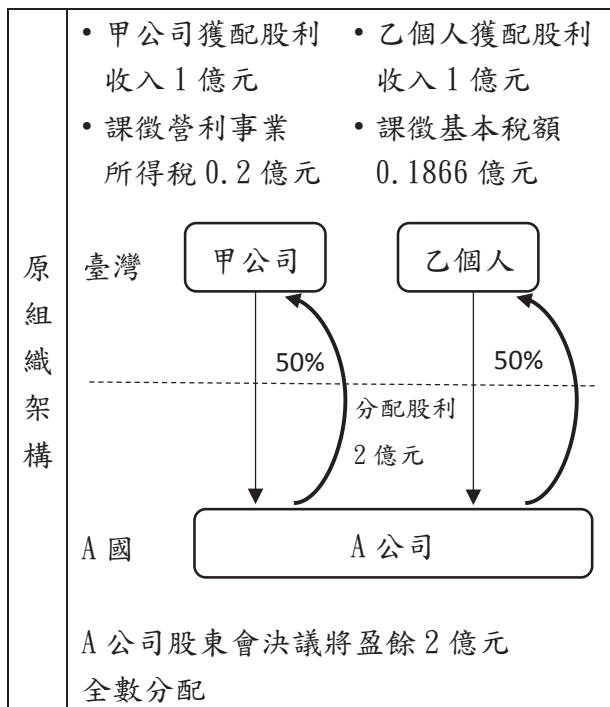 原組織架構
• 甲公司獲配股利
收入 1 億元
• 課徵營利事業
所得稅 0.2 億元
• 乙個人獲配股利
收入 1 億元
• 課徵基本稅額
0.1866 億元
臺灣
甲公司
乙個人
50%
50%
分配股利
2 億元
A 國
A 公司
A 公司股東會決議將盈餘 2 億元
全數分配